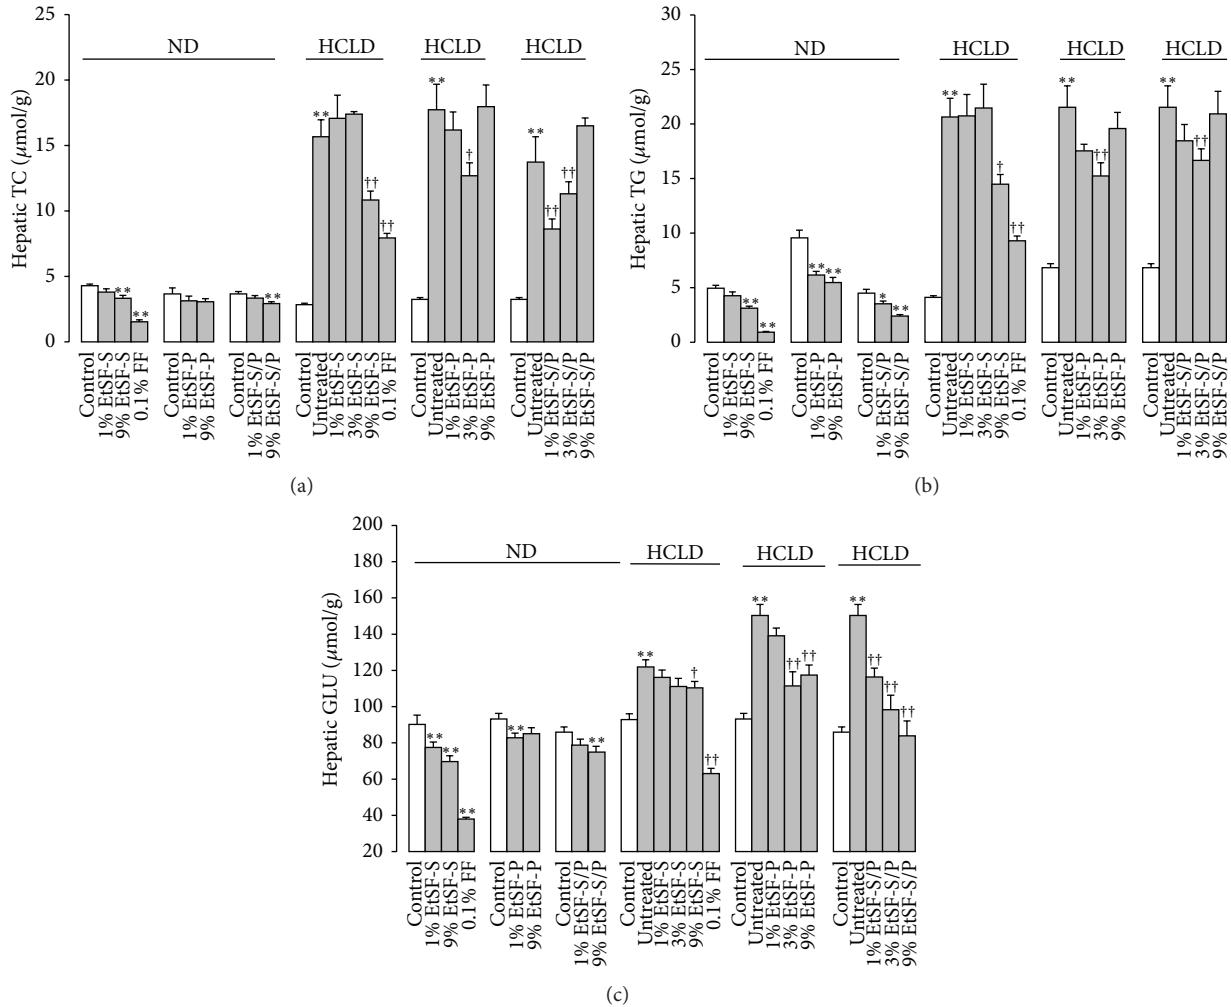 25
20
15
10
5
0
Hepatic TC (μmol/g)
ND
HCLD
HCLD
HCLD
**
**
**
**
**
††
††
**
†
**
††
††
Control
1% EtSF-S
9% EtSF-S
0.1% FF
Control
1% EtSF-P
9% EtSF-P
Control
1% EtSF-S/P
9% EtSF-S/P
Control
Untreated
1% EtSF-S
3% EtSF-S
9% EtSF-S
0.1% FF
Control
Untreated
1% EtSF-P
3% EtSF-P
9% EtSF-P
Control
Untreated
1% EtSF-S/P
3% EtSF-S/P
9% EtSF-S/P
(a)
30
25
20
15
10
5
0
Hepatic TG (μmol/g)
ND
HCLD
HCLD
HCLD
**
**
**
**
*
**
**
†
††
**
††
**
††
Control
1% EtSF-S
9% EtSF-S
0.1% FF
Control
1% EtSF-P
9% EtSF-P
Control
1% EtSF-S/P
9% EtSF-S/P
Control
Untreated
1% EtSF-S
3% EtSF-S
9% EtSF-S
0.1% FF
Control
Untreated
1% EtSF-P
3% EtSF-P
9% EtSF-P
Control
Untreated
1% EtSF-S/P
3% EtSF-S/P
9% EtSF-S/P
(b)
200
180
160
140
120
100
80
60
40
20
Hepatic GLU (μmol/g)
ND
HCLD
HCLD
HCLD
**
**
**
**
**
**
†
††
**
††
††
**
††
††
††
Control
1% EtSF-S
9% EtSF-S
0.1% FF
Control
1% EtSF-P
9% EtSF-P
Control
1% EtSF-S/P
9% EtSF-S/P
Control
Untreated
1% EtSF-S
3% EtSF-S
9% EtSF-S
0.1% FF
Control
Untreated
1% EtSF-P
3% EtSF-P
9% EtSF-P
Control
Untreated
1% EtSF-S/P
3% EtSF-S/P
9% EtSF-S/P
(c)